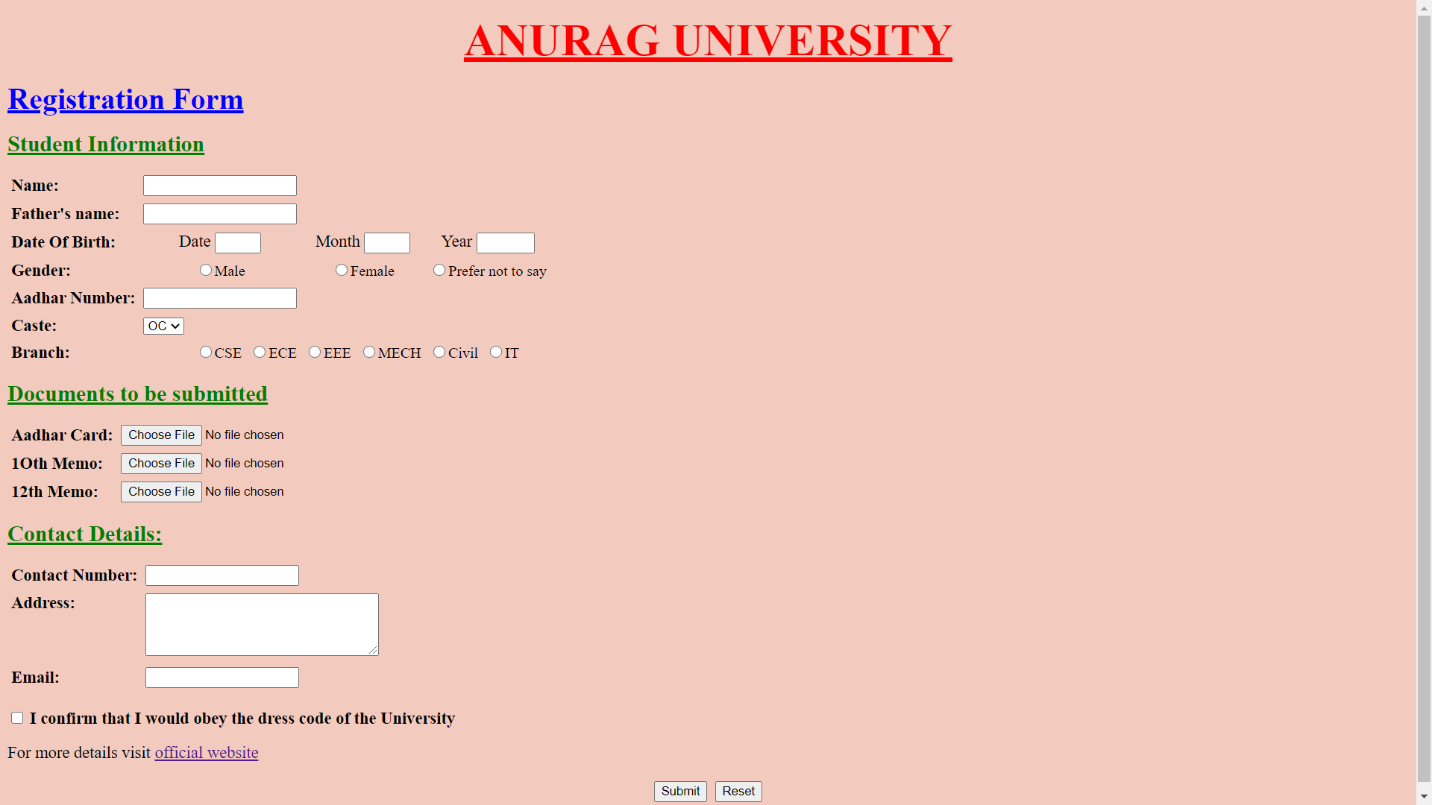 ANURAG UNIVERSITY
Registration Form
Student Information
Name:
Father's name:
Date Of Birth: Date Month Year
Gender: Male Female Prefer not to say
Aadhar Number:
Caste: OC
Branch: CSE ECE EEE MECH Civil IT
Documents to be submitted
Aadhar Card: Choose File No file chosen
1Oth Memo: Choose File No file chosen
12th Memo: Choose File No file chosen
Contact Details:
Contact Number:
Address:
Email:
I confirm that I would obey the dress code of the University
For more details visit official website
Submit Reset